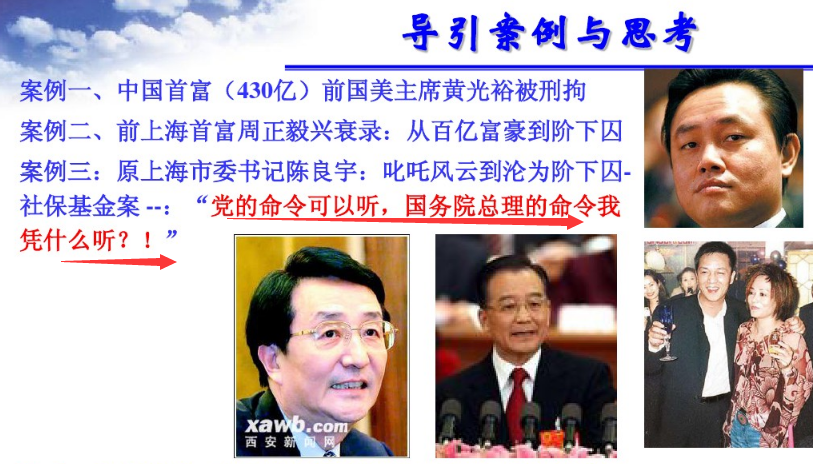 导引案例与思考
案例一、中国首富（430亿）前国美主席黄光裕被刑拘
案例二、前上海首富周正毅兴衰录：从百亿富豪到阶下囚
案例三：原上海市委书记陈良宇：叱吒风云到沦为阶下囚-
社保基金案 --：“党的命令可以听，国务院总理的命令我
凭什么听？！”
xawb.com
西安新闻网